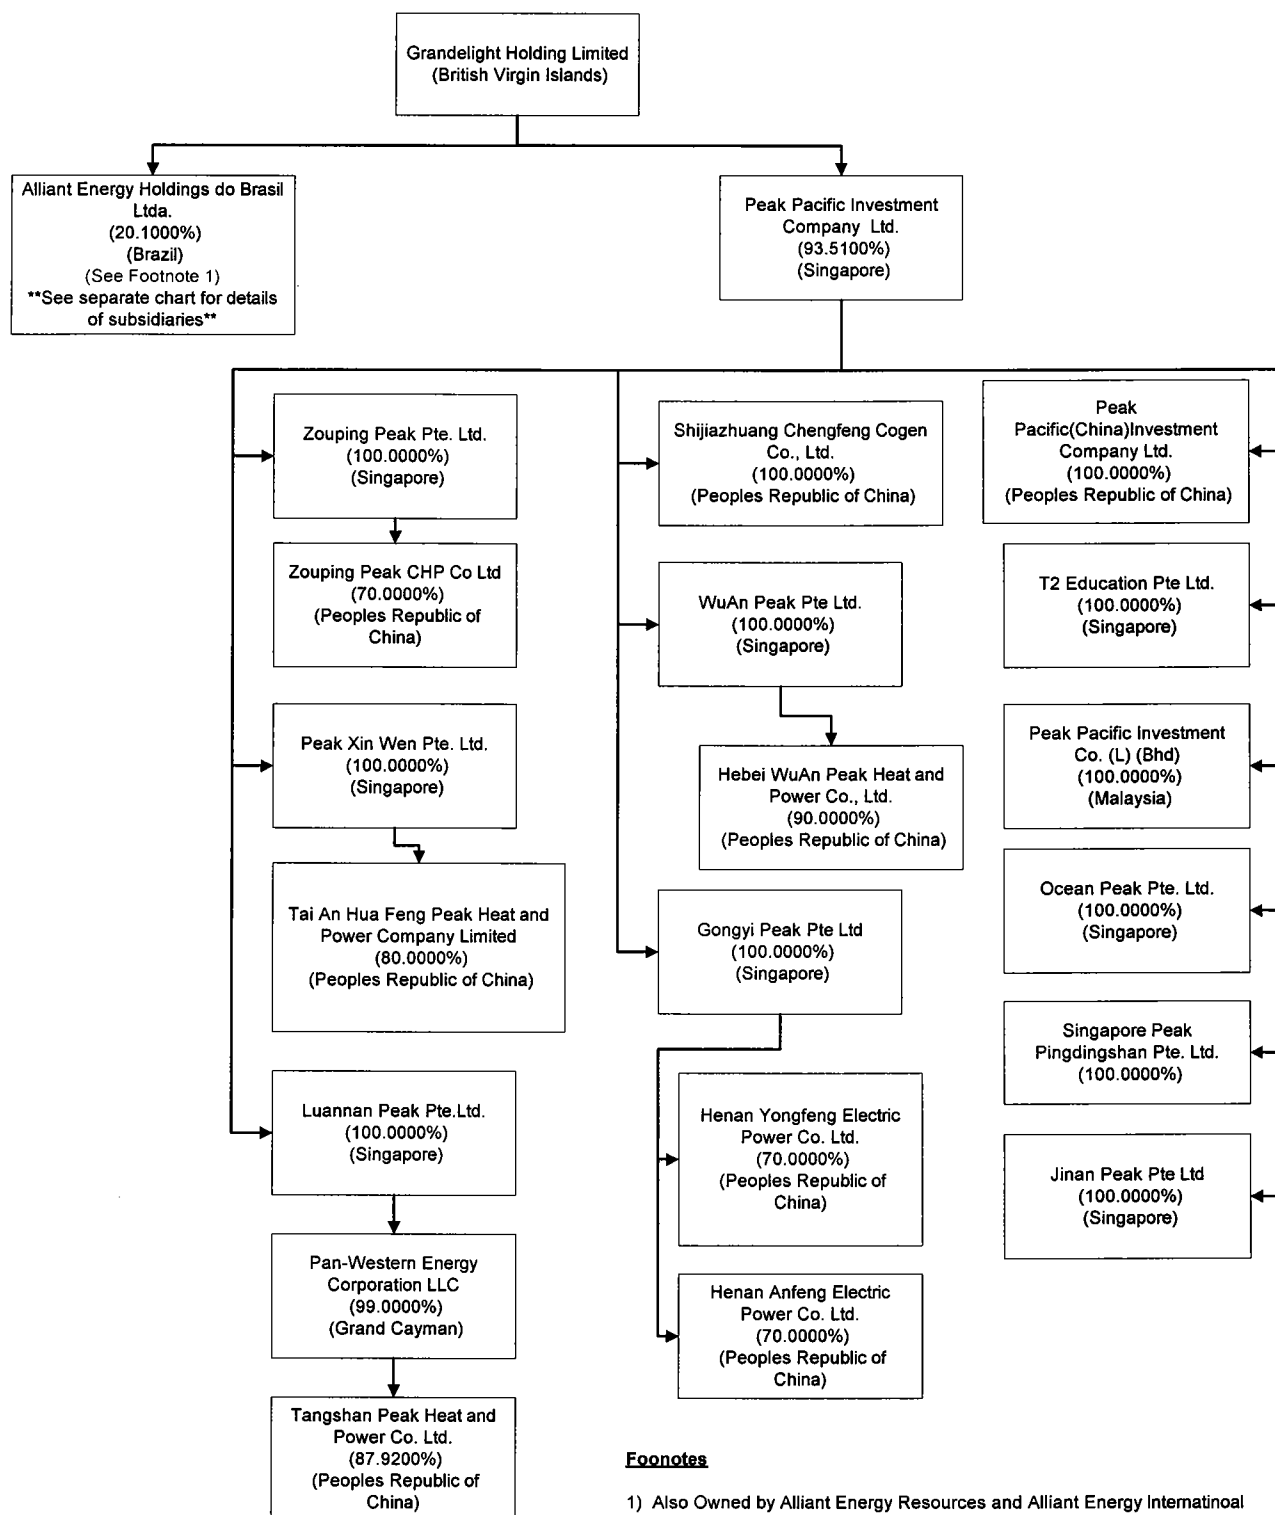 Grandelight Holding Limited
(British Virgin Islands)
Alliant Energy Holdings do Brasil
Ltda.
(20.1000%)
(Brazil)
(See Footnote 1)
**See separate chart for details
of subsidiaries**
Peak Pacific Investment
Company Ltd.
(93.5100%)
(Singapore)
Zouping Peak Pte. Ltd.
(100.0000%)
(Singapore)
Zouping Peak CHP Co Ltd
(70.0000%)
(Peoples Republic of
China)
Peak Xin Wen Pte. Ltd.
(100.0000%)
(Singapore)
Tai An Hua Feng Peak Heat and
Power Company Limited
(80.0000%)
(Peoples Republic of China)
Luannan Peak Pte.Ltd.
(100.0000%)
(Singapore)
Pan-Western Energy
Corporation LLC
(99.0000%)
(Grand Cayman)
Tangshan Peak Heat and
Power Co. Ltd.
(87.9200%)
(Peoples Republic of
China)
Shijiazhuang Chengfeng Cogen
Co., Ltd.
(100.0000%)
(Peoples Republic of China)
WuAn Peak Pte Ltd.
(100.0000%)
(Singapore)
Hebei WuAn Peak Heat and
Power Co., Ltd.
(90.0000%)
(Peoples Republic of China)
Gongyi Peak Pte Ltd
(100.0000%)
(Singapore)
Henan Yongfeng Electric
Power Co. Ltd.
(70.0000%)
(Peoples Republic of
China)
Henan Anfeng Electric
Power Co. Ltd.
(70.0000%)
(Peoples Republic of
China)
Peak
Pacific(China)Investment
Company Ltd.
(100.0000%)
(Peoples Republic of China)
T2 Education Pte Ltd.
(100.0000%)
(Singapore)
Peak Pacific Investment
Co. (L) (Bhd)
(100.0000%)
(Malaysia)
Ocean Peak Pte. Ltd.
(100.0000%)
(Singapore)
Singapore Peak
Pingdingshan Pte. Ltd.
(100.0000%)
Jinan Peak Pte Ltd
(100.0000%)
(Singapore)
Foonotes
1) Also Owned by Alliant Energy Resources and Alliant Energy Internatinoal